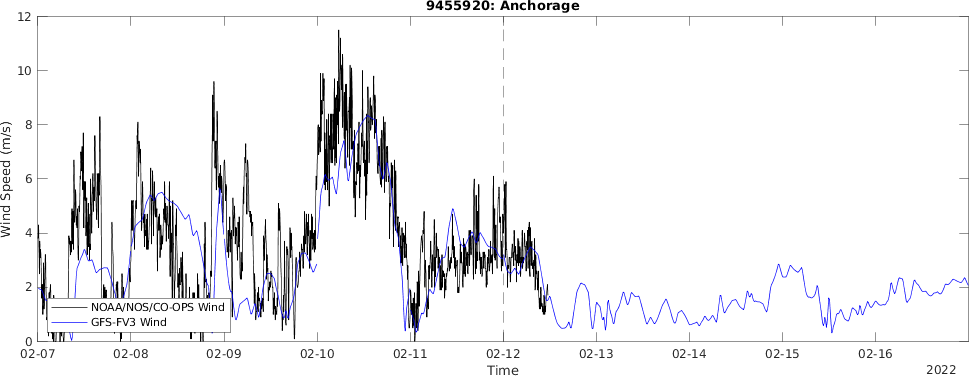 9455920: Anchorage
12
10
8
6
4
2
0
Wind Speed (m/s)
NOAA/NOS/CO-OPS Wind
GFS-FV3 Wind
02-07 02-08 02-09 02-10 02-11 02-12 02-13 02-14 02-15 02-16
Time
2022